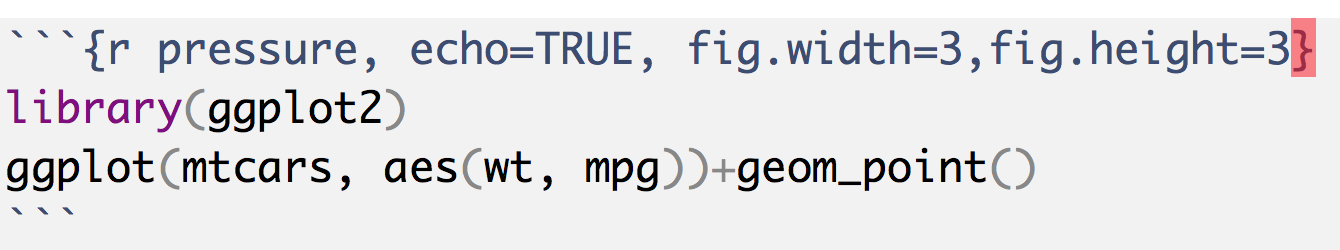 ```{r pressure, echo=TRUE, fig.width=3,fig.height=3}
library(ggplot2)
ggplot(mtcars, aes(wt, mpg))+geom_point()
```